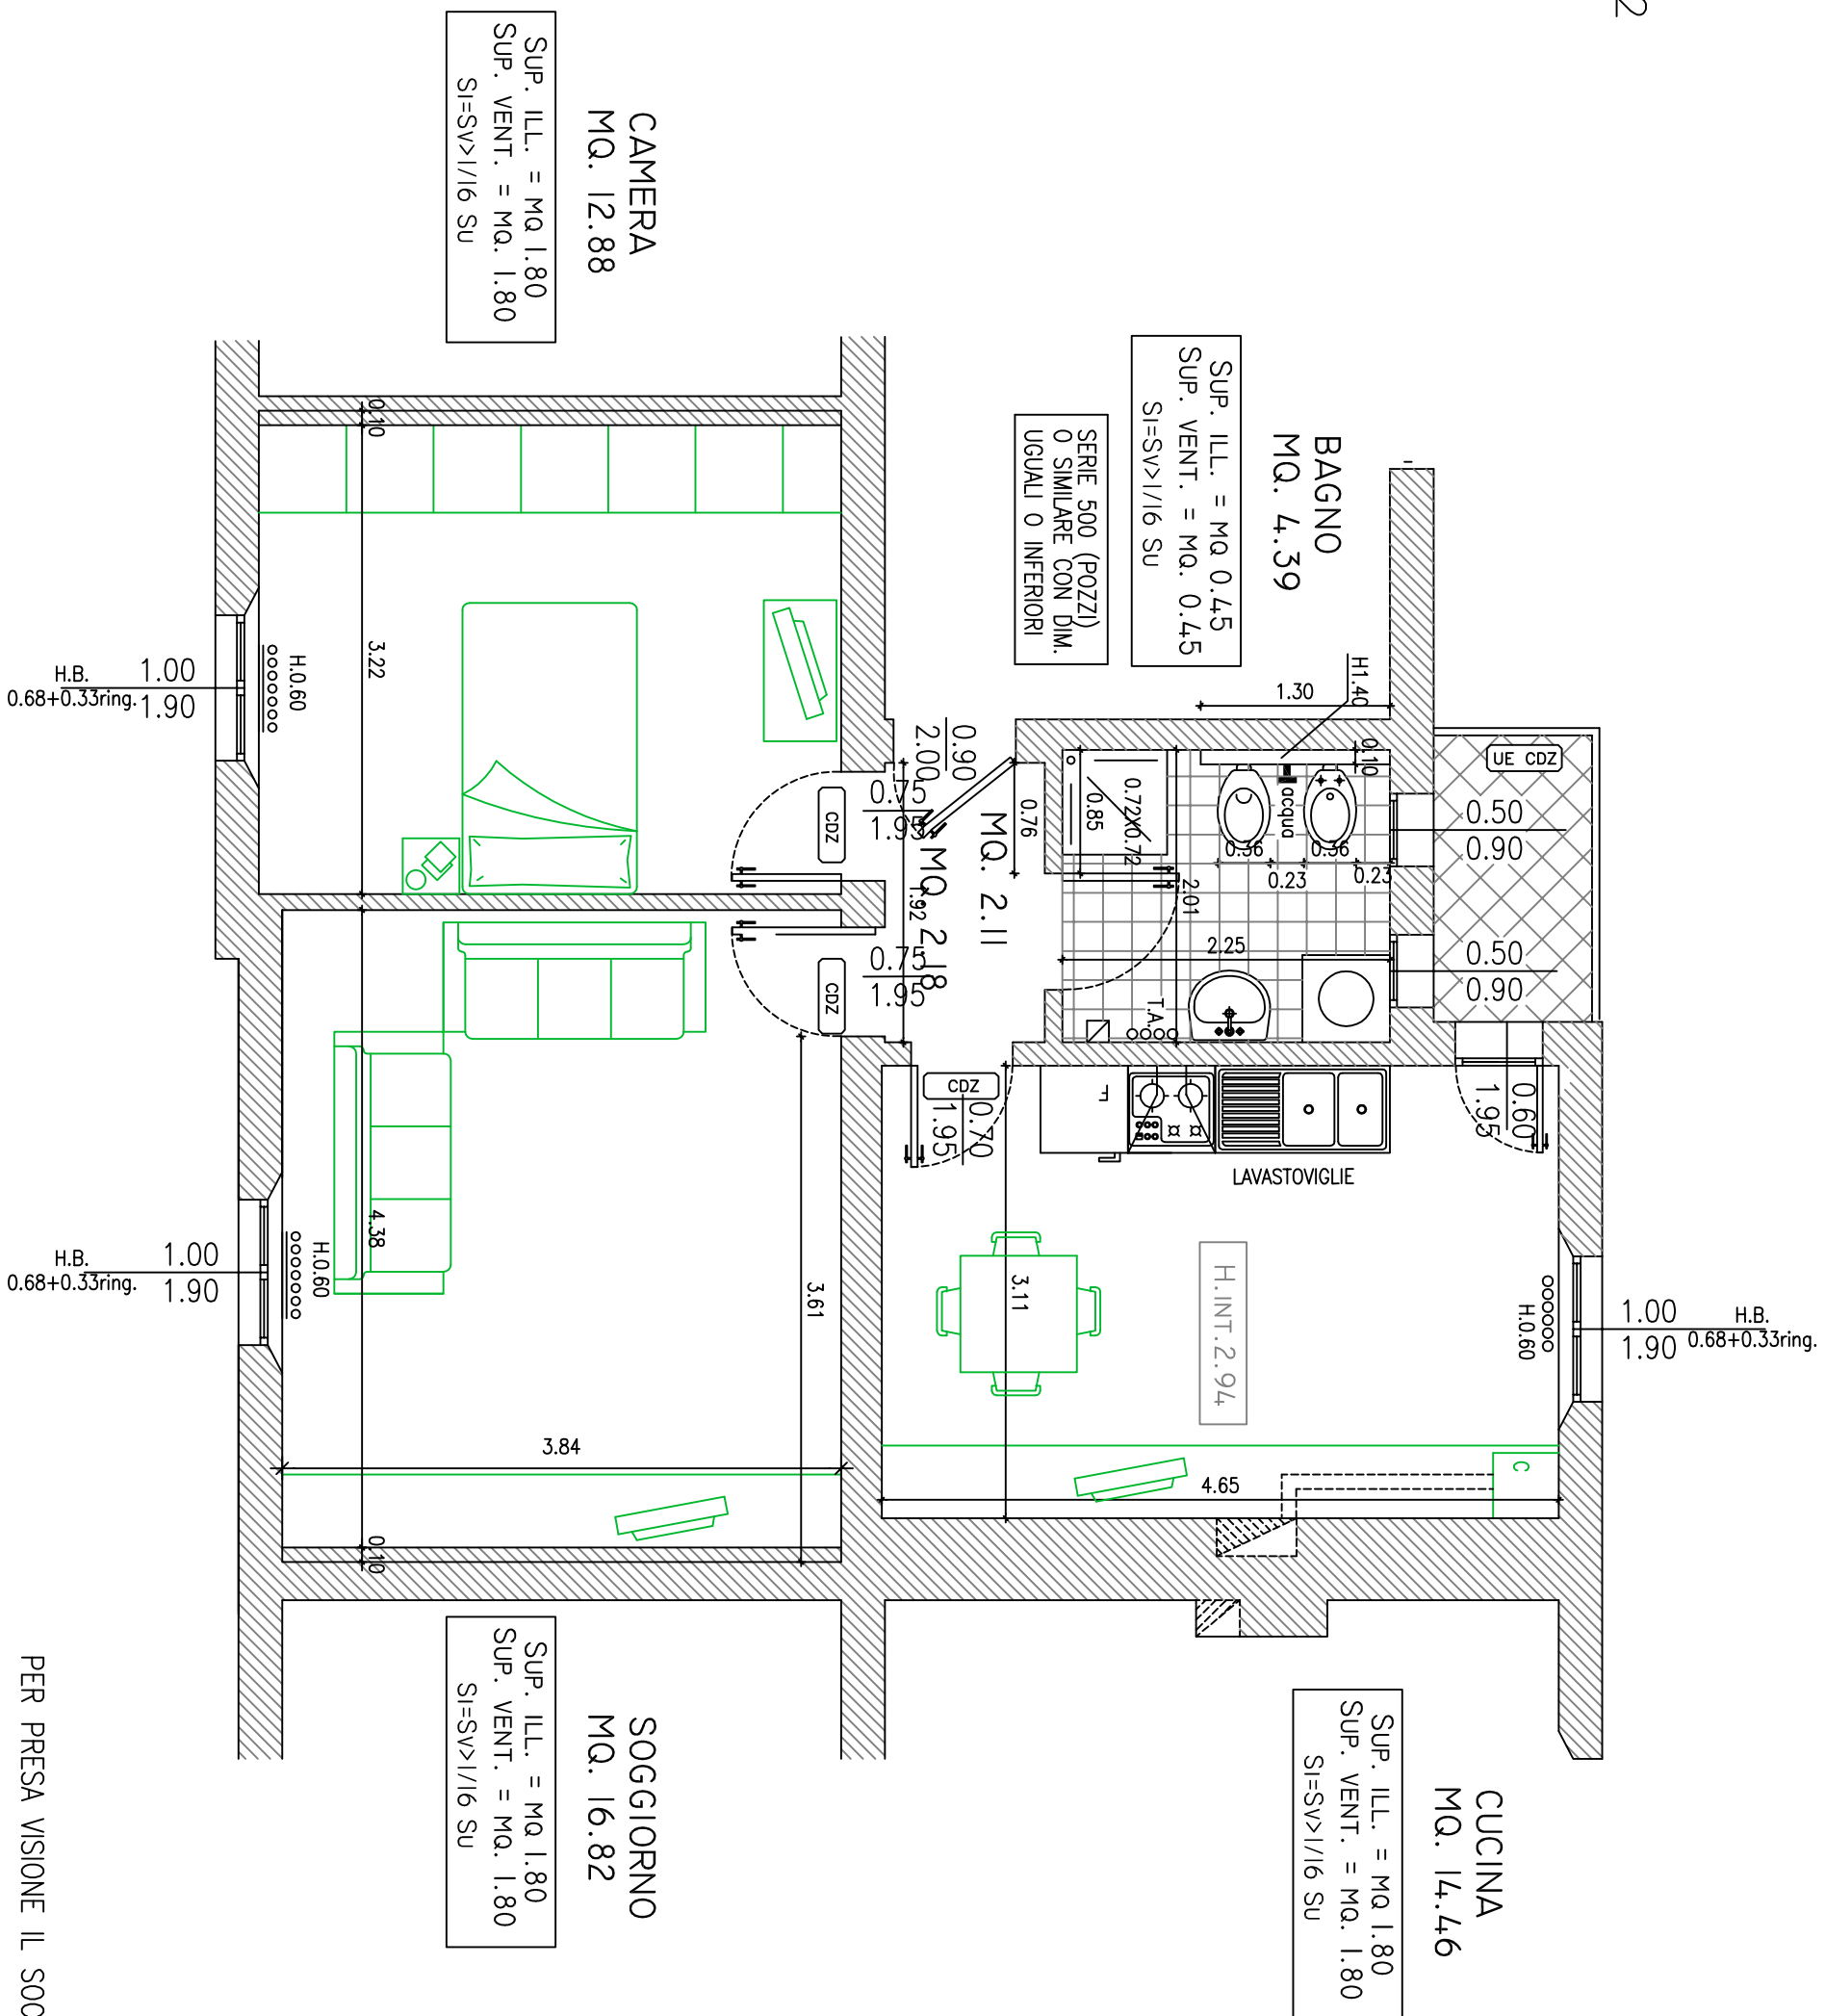 2
CAMERA
MQ. 12.88
SUP. ILL. = MQ 1.80
SUP. VENT. = MQ. 1.80
SI=SV>1/16 SU
BAGNO
MQ. 4.39
SUP. ILL. = MQ 0.45
SUP. VENT. = MQ. 0.45
SI=SV>1/16 SU
SERIE 500 (POZZI)
O SIMILARE CON DIM.
UGUALI O INFERIORI
H1.40
1.30
0.10
UE CDZ
0.50
0.90
0.50
0.90
acqua
0.36
0.36
0.23
0.23
0.72X0.72
0.85
0.76
2.01
2.25
T.A.
0.90
2.00
MQ. 2.11
MQ. 2.18
1.92
0.75
1.95
CDZ
0.75
1.95
CDZ
0.10
3.22
H.0.60
H.B.
0.68+0.33ring.
1.00
1.90
CDZ
0.70
1.95
F
0.60
1.95
LAVASTOVIGLIE
3.11
H.INT.2.94
4.65
C
H.0.60
1.00
1.90
H.B.
0.68+0.33ring.
4.38
H.0.60
H.B.
0.68+0.33ring.
1.00
1.90
3.61
3.84
0.10
SOGGIORNO
MQ. 16.82
SUP. ILL. = MQ 1.80
SUP. VENT. = MQ. 1.80
SI=SV>1/16 SU
CUCINA
MQ. 14.46
SUP. ILL. = MQ 1.80
SUP. VENT. = MQ. 1.80
SI=SV>1/16 SU
PER PRESA VISIONE IL SOC